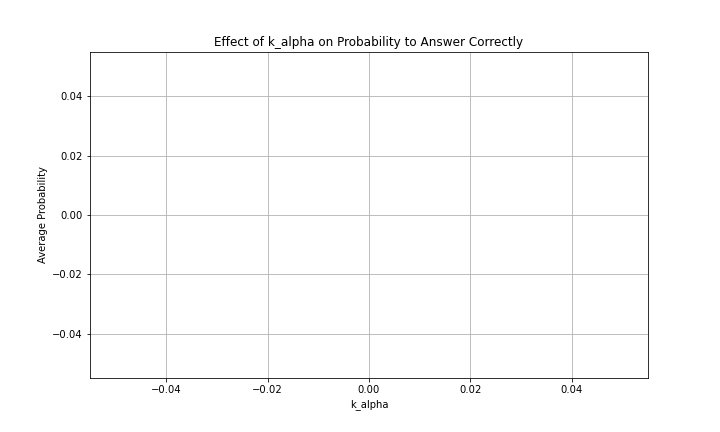 Effect of k_alpha on Probability to Answer Correctly
0.04
0.02
0.00
−0.02
−0.04
Average Probability
−0.04 −0.02 0.00 0.02 0.04
k_alpha